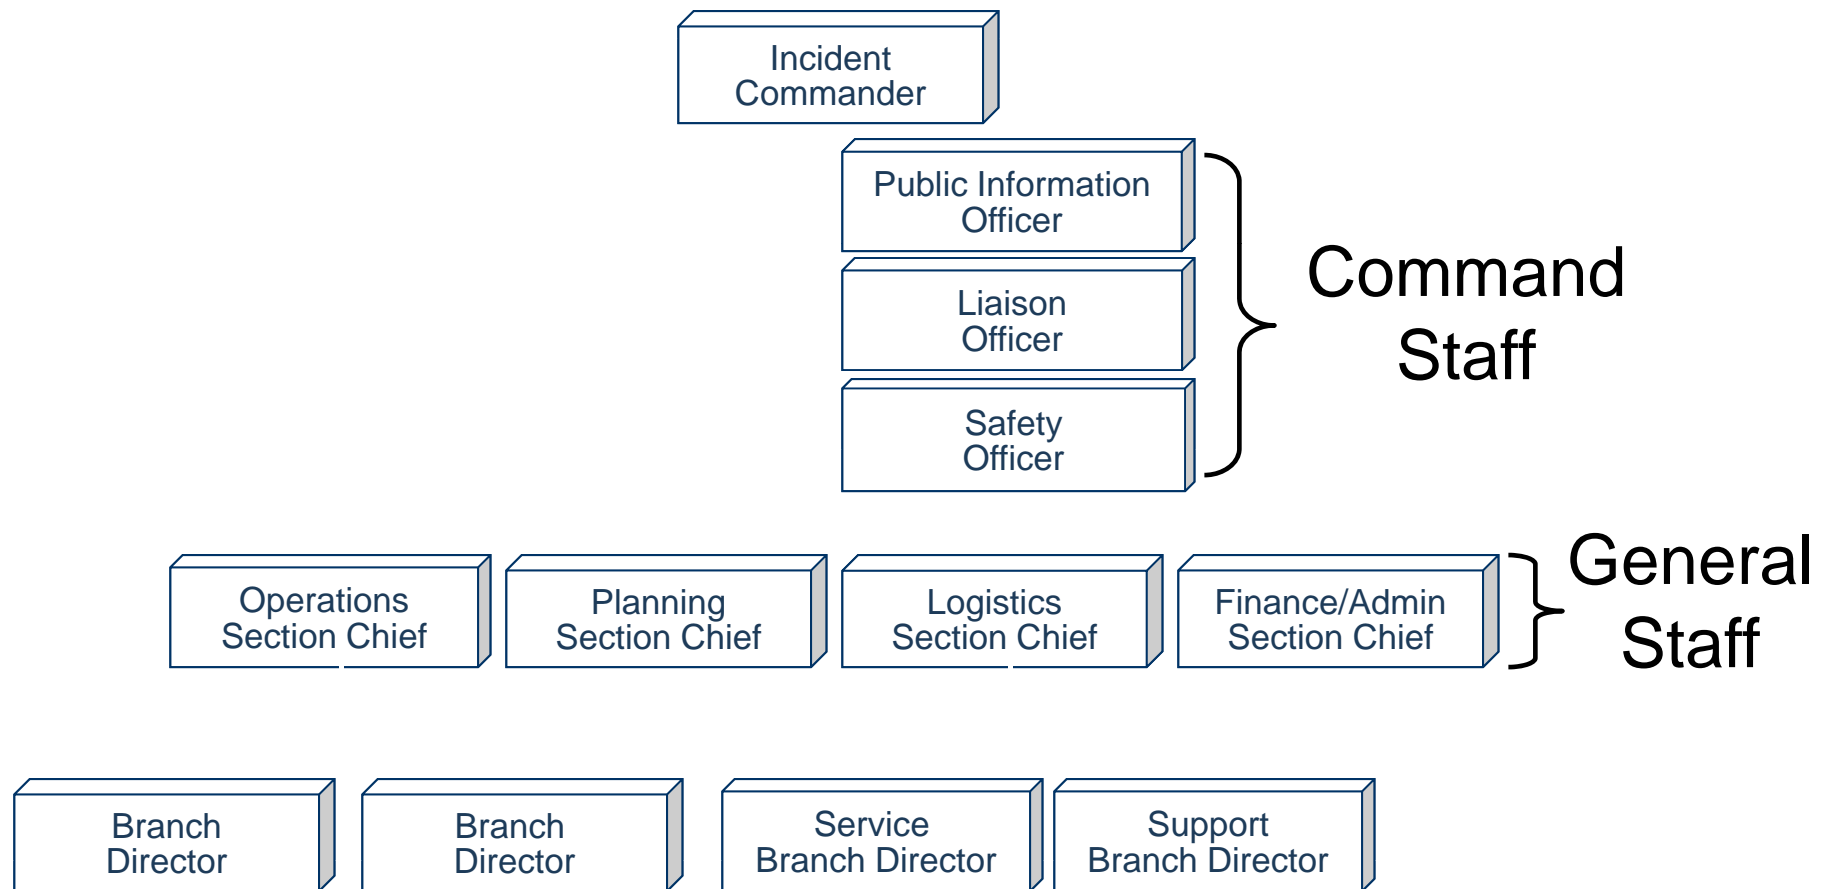 Incident
Commander
Public Information
Officer
Liaison
Officer
Safety
Officer
Command
Staff
Operations
Section Chief
Planning
Section Chief
Logistics
Section Chief
Finance/Admin
Section Chief
General
Staff
Branch
Director
Branch
Director
Service
Branch Director
Support
Branch Director